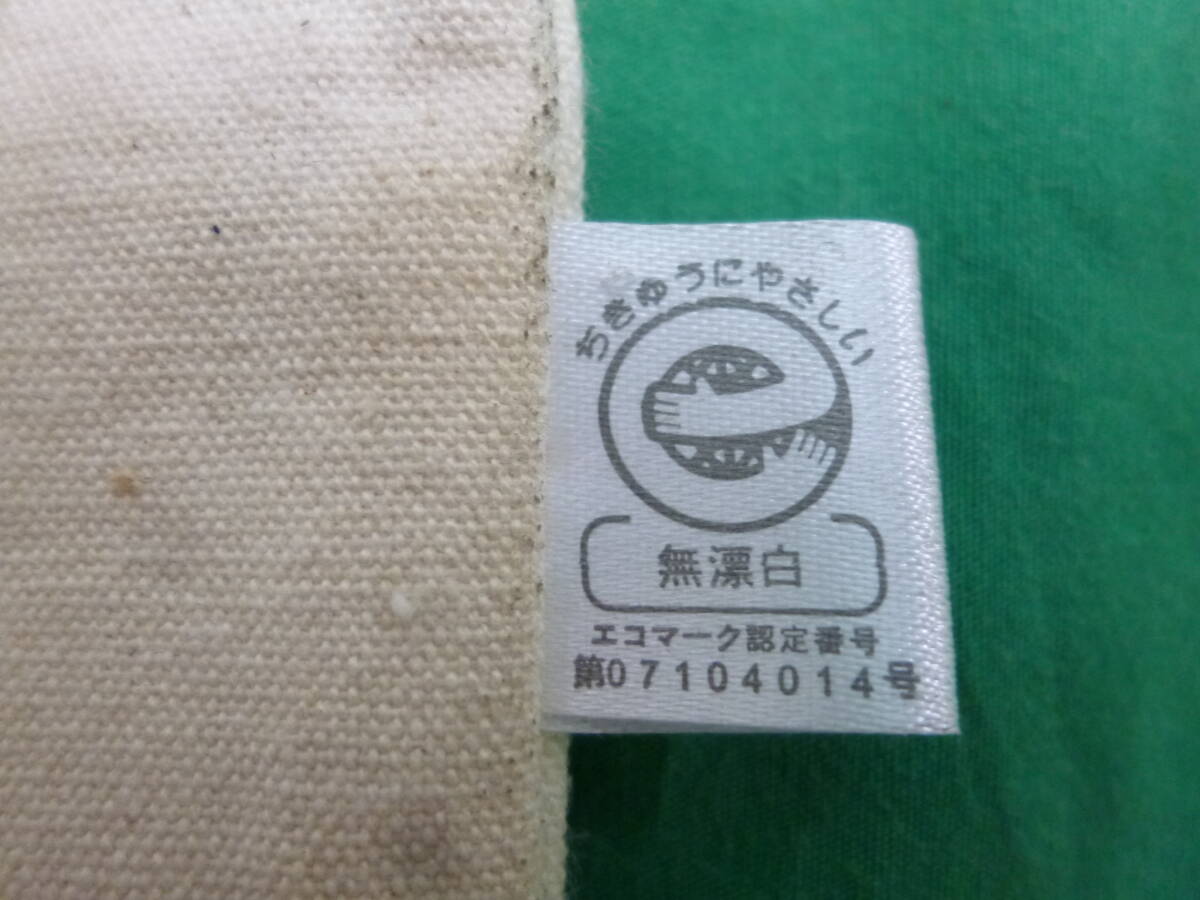 ちきゅうにやさしい
無漂白
エコマーク認定番号
第07104014号